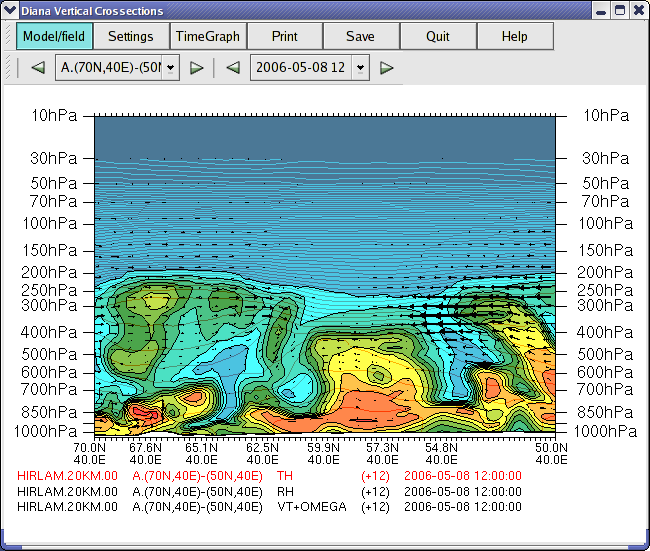 Diana Vertical Crossections
Model/field Settings TimeGraph Print Save Quit Help
A.(70N,40E)-(50N 2006-05-08 12
10hPa 10hPa
30hPa 30hPa
50hPa 50hPa
70hPa 70hPa
100hPa 100hPa
150hPa 150hPa
200hPa 200hPa
250hPa 250hPa
300hPa 300hPa
400hPa 400hPa
500hPa 500hPa
600hPa 600hPa
700hPa 700hPa
850hPa 850hPa
1000hPa 1000hPa
70.0N 67.6N 65.1N 62.5N 59.9N 57.3N 54.8N 50.0N
40.0E 40.0E 40.0E 40.0E 40.0E 40.0E 40.0E 40.0E
HIRLAM.20KM.00 A.(70N,40E)-(50N,40E) TH (+12) 2006-05-08 12:00:00
HIRLAM.20KM.00 A.(70N,40E)-(50N,40E) RH (+12) 2006-05-08 12:00:00
HIRLAM.20KM.00 A.(70N,40E)-(50N,40E) VT+OMEGA (+12) 2006-05-08 12:00:00